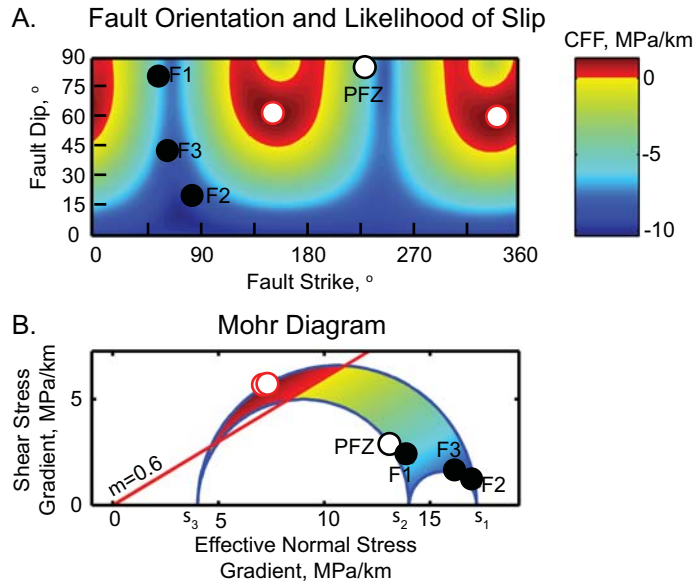 A. Fault Orientation and Likelihood of Slip
CFF, MPa/km
Fault Dip, °
90
75
60
45
30
15
0
F1
F3
F2
PFZ
0 90 180 270 360
Fault Strike, °
0
-5
-10
B. Mohr Diagram
Shear Stress
Gradient, MPa/km
5
0
m=0.6
PFZ
F1
F3
F2
0 s3 5 10 s2 15 s1
Effective Normal Stress
Gradient, MPa/km